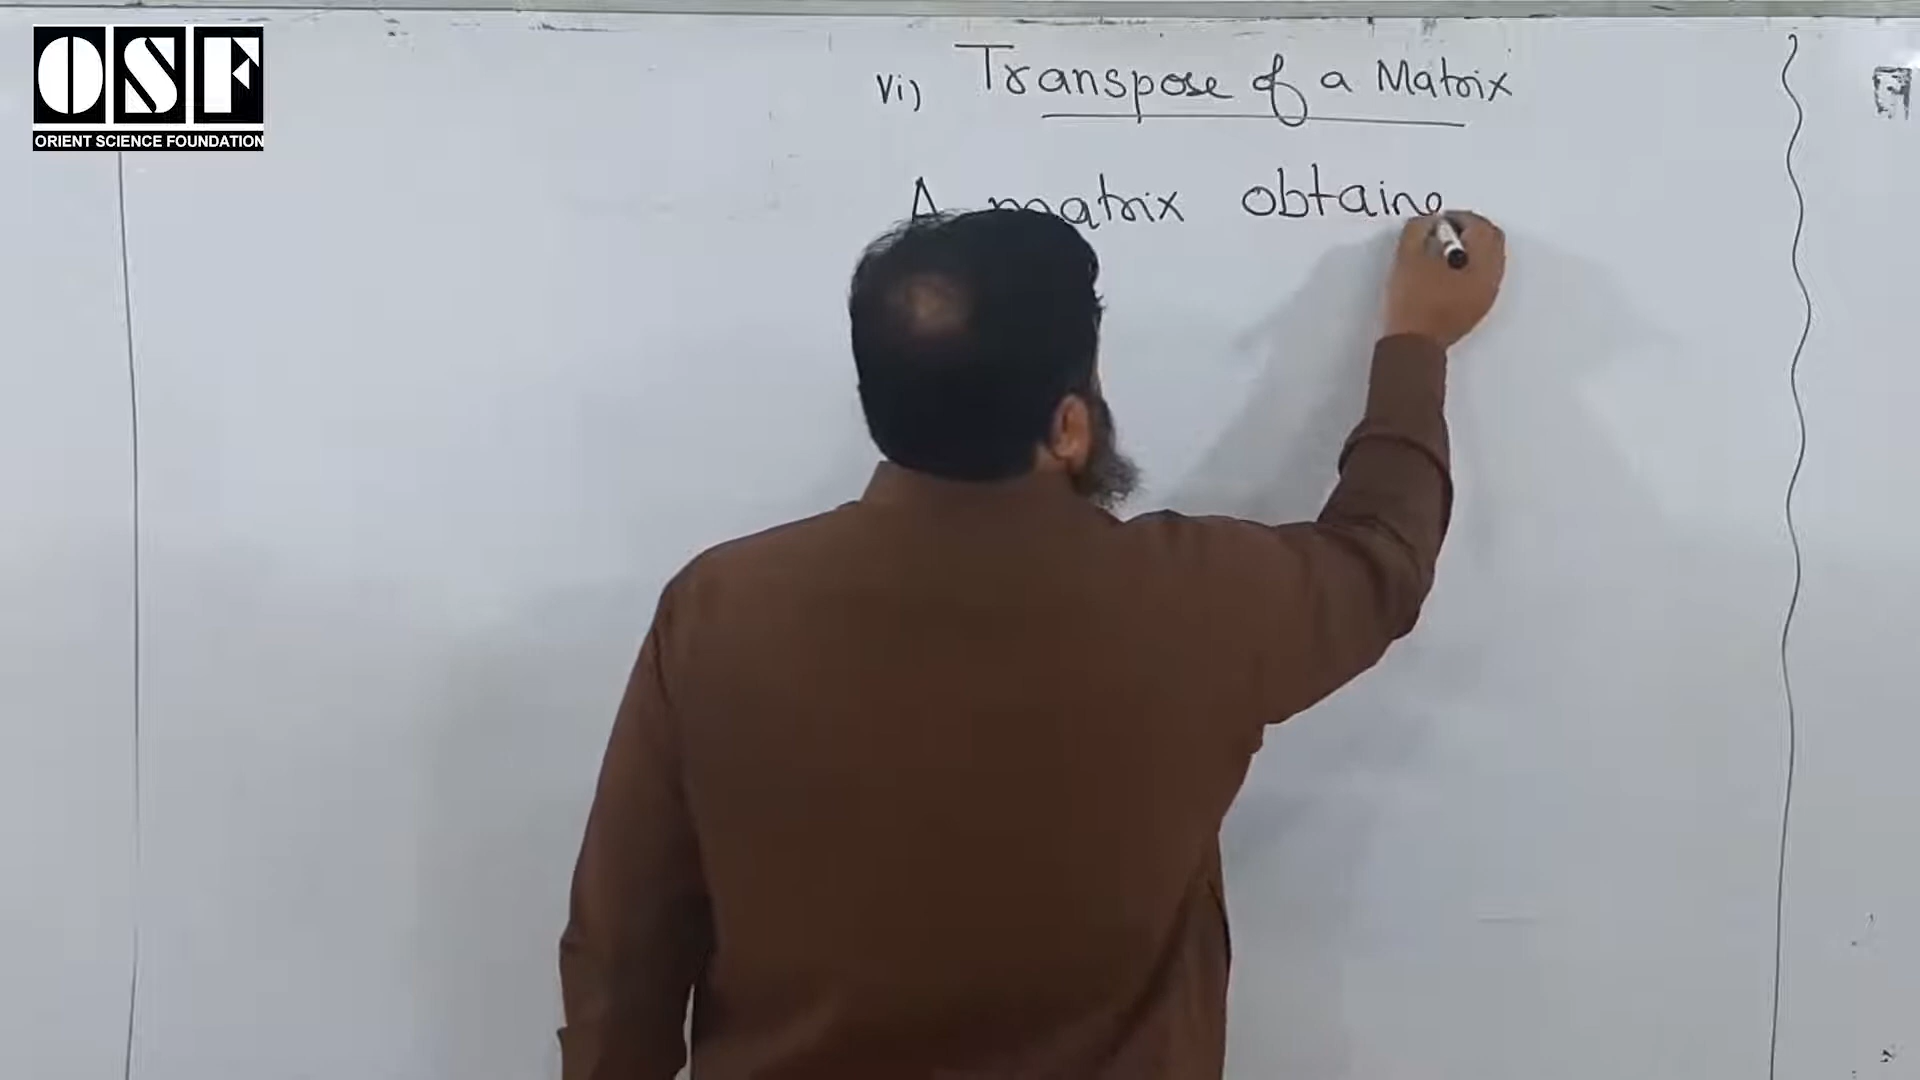 OSF
ORIENT SCIENCE FOUNDATION
vi) Transpose of a Matrix
A matrix obtaine